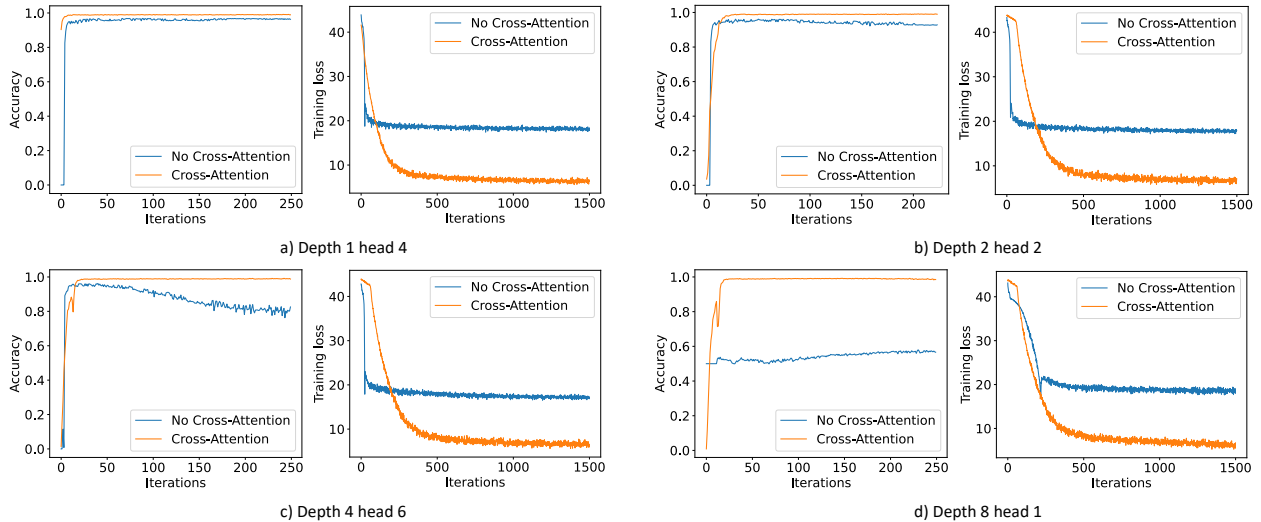 1.0
0.8
0.6
0.4
0.2
0.0
Accuracy
0 50 100 150 200 250
Iterations
No Cross-Attention
Cross-Attention
40
30
20
10
Training loss
0 500 1000 1500
Iterations
No Cross-Attention
Cross-Attention
a) Depth 1 head 4
1.0
0.8
0.6
0.4
0.2
0.0
Accuracy
0 50 100 150 200
Iterations
No Cross-Attention
Cross-Attention
40
30
20
10
Training loss
0 500 1000 1500
Iterations
No Cross-Attention
Cross-Attention
b) Depth 2 head 2
1.0
0.8
0.6
0.4
0.2
0.0
Accuracy
0 50 100 150 200 250
Iterations
No Cross-Attention
Cross-Attention
40
30
20
10
Training loss
0 500 1000 1500
Iterations
No Cross-Attention
Cross-Attention
c) Depth 4 head 6
1.0
0.8
0.6
0.4
0.2
0.0
Accuracy
0 50 100 150 200 250
Iterations
No Cross-Attention
Cross-Attention
40
30
20
10
Training loss
0 500 1000 1500
Iterations
No Cross-Attention
Cross-Attention
d) Depth 8 head 1